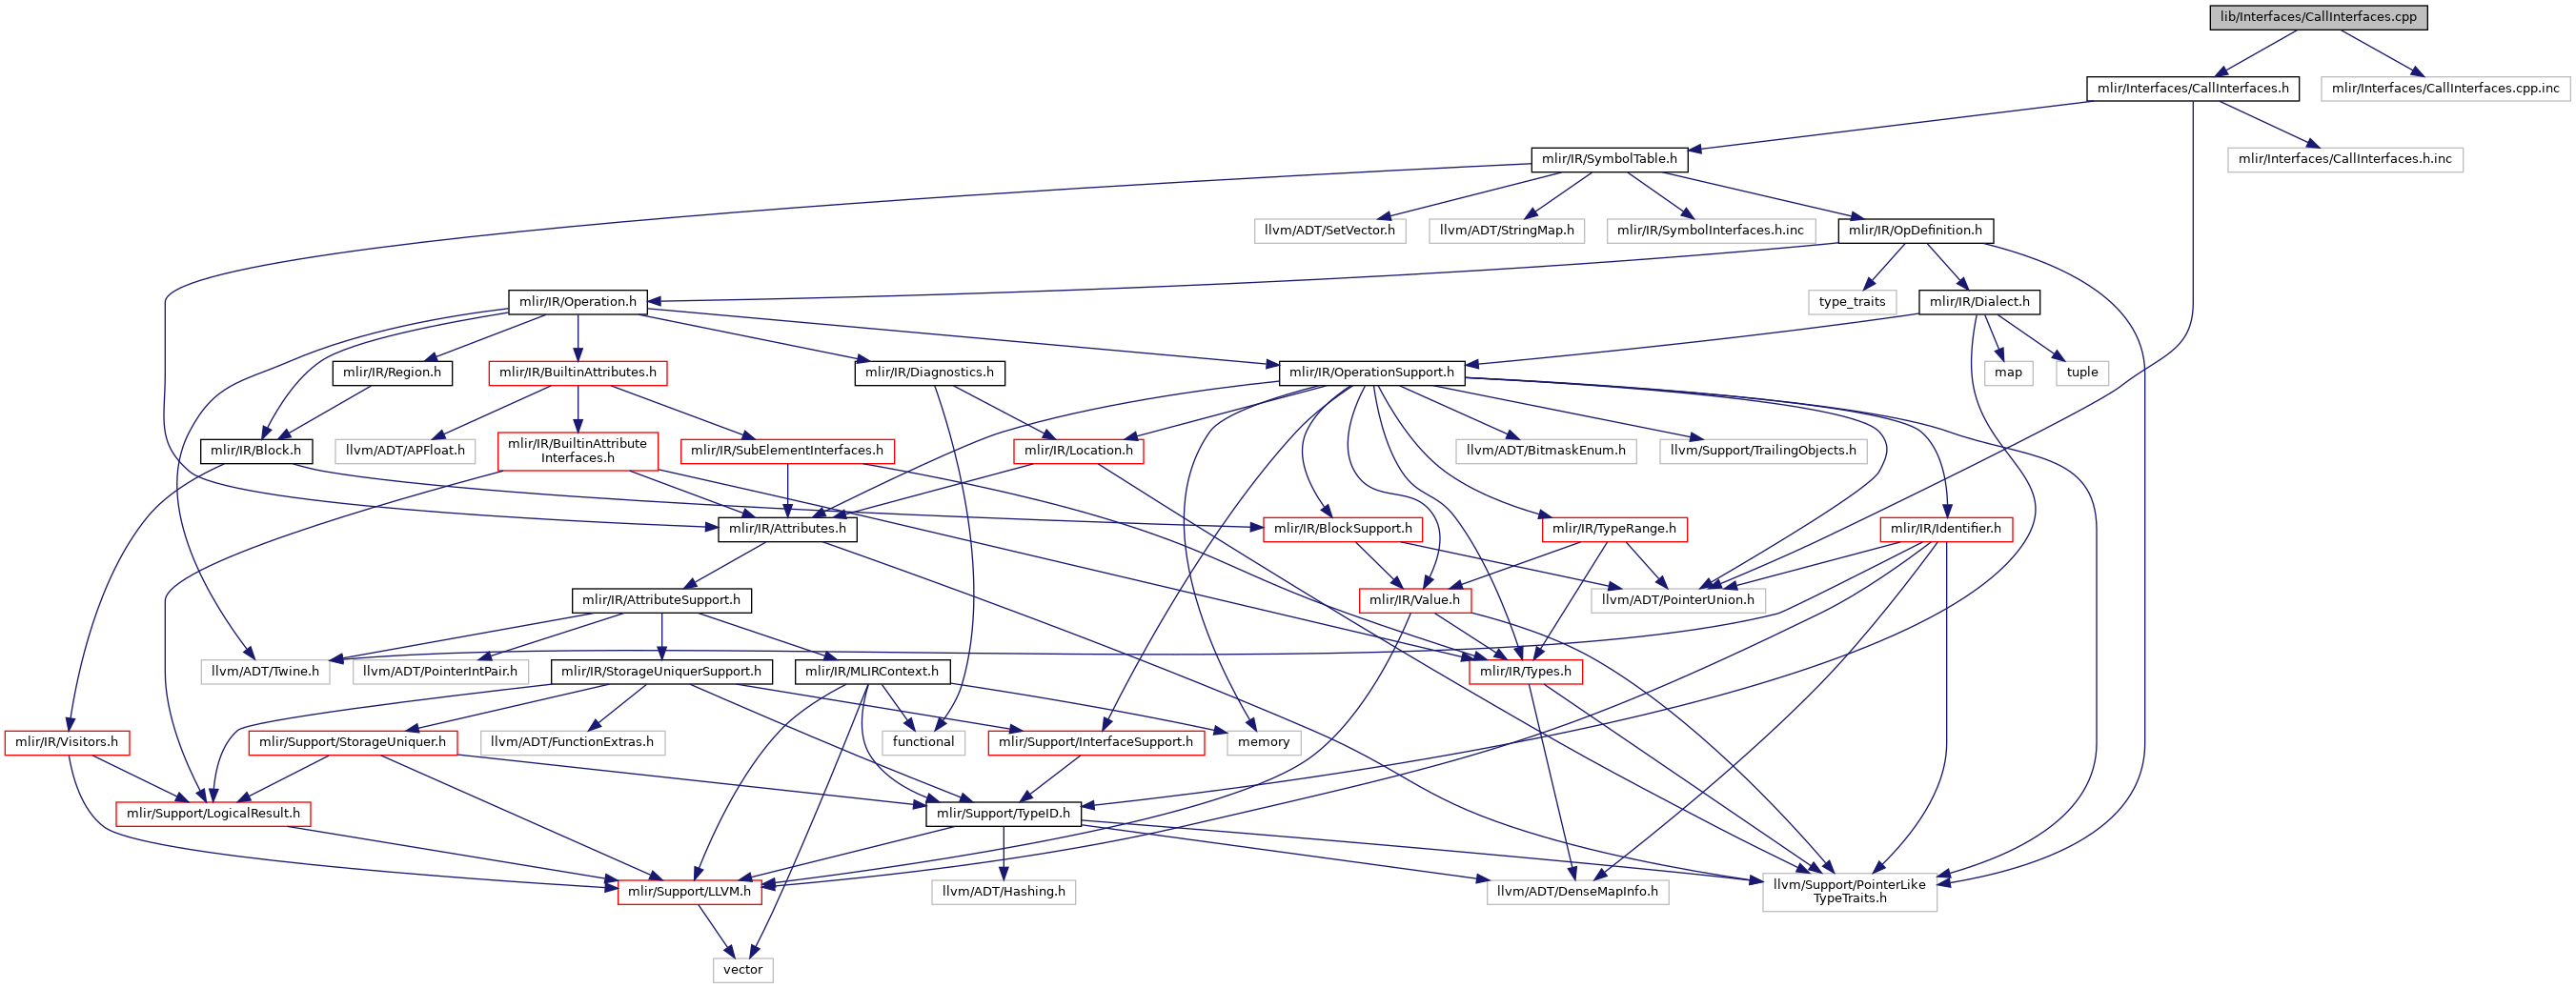 lib/Interfaces/CallInterfaces.cpp
mlir/Interfaces/CallInterfaces.h
mlir/Interfaces/CallInterfaces.cpp.inc
mlir/IR/SymbolTable.h
mlir/Interfaces/CallInterfaces.h.inc
llvm/ADT/SetVector.h
llvm/ADT/StringMap.h
mlir/IR/SymbolInterfaces.h.inc
mlir/IR/OpDefinition.h
mlir/IR/Operation.h
type_traits
mlir/IR/Dialect.h
mlir/IR/Region.h
mlir/IR/BuiltinAttributes.h
mlir/IR/Diagnostics.h
mlir/IR/OperationSupport.h
map
tuple
mlir/IR/Block.h
llvm/ADT/APFloat.h
mlir/IR/BuiltinAttribute
Interfaces.h
mlir/IR/SubElementInterfaces.h
mlir/IR/Location.h
llvm/ADT/BitmaskEnum.h
llvm/Support/TrailingObjects.h
mlir/IR/Attributes.h
mlir/IR/BlockSupport.h
mlir/IR/TypeRange.h
mlir/IR/Identifier.h
mlir/IR/AttributeSupport.h
mlir/IR/Value.h
llvm/ADT/PointerUnion.h
llvm/ADT/Twine.h
llvm/ADT/PointerIntPair.h
mlir/IR/StorageUniquerSupport.h
mlir/IR/MLIRContext.h
mlir/IR/Types.h
mlir/IR/Visitors.h
mlir/Support/StorageUniquer.h
llvm/ADT/FunctionExtras.h
functional
mlir/Support/InterfaceSupport.h
memory
mlir/Support/LogicalResult.h
mlir/Support/TypeID.h
mlir/Support/LLVM.h
llvm/ADT/Hashing.h
llvm/ADT/DenseMapInfo.h
llvm/Support/PointerLike
TypeTraits.h
vector